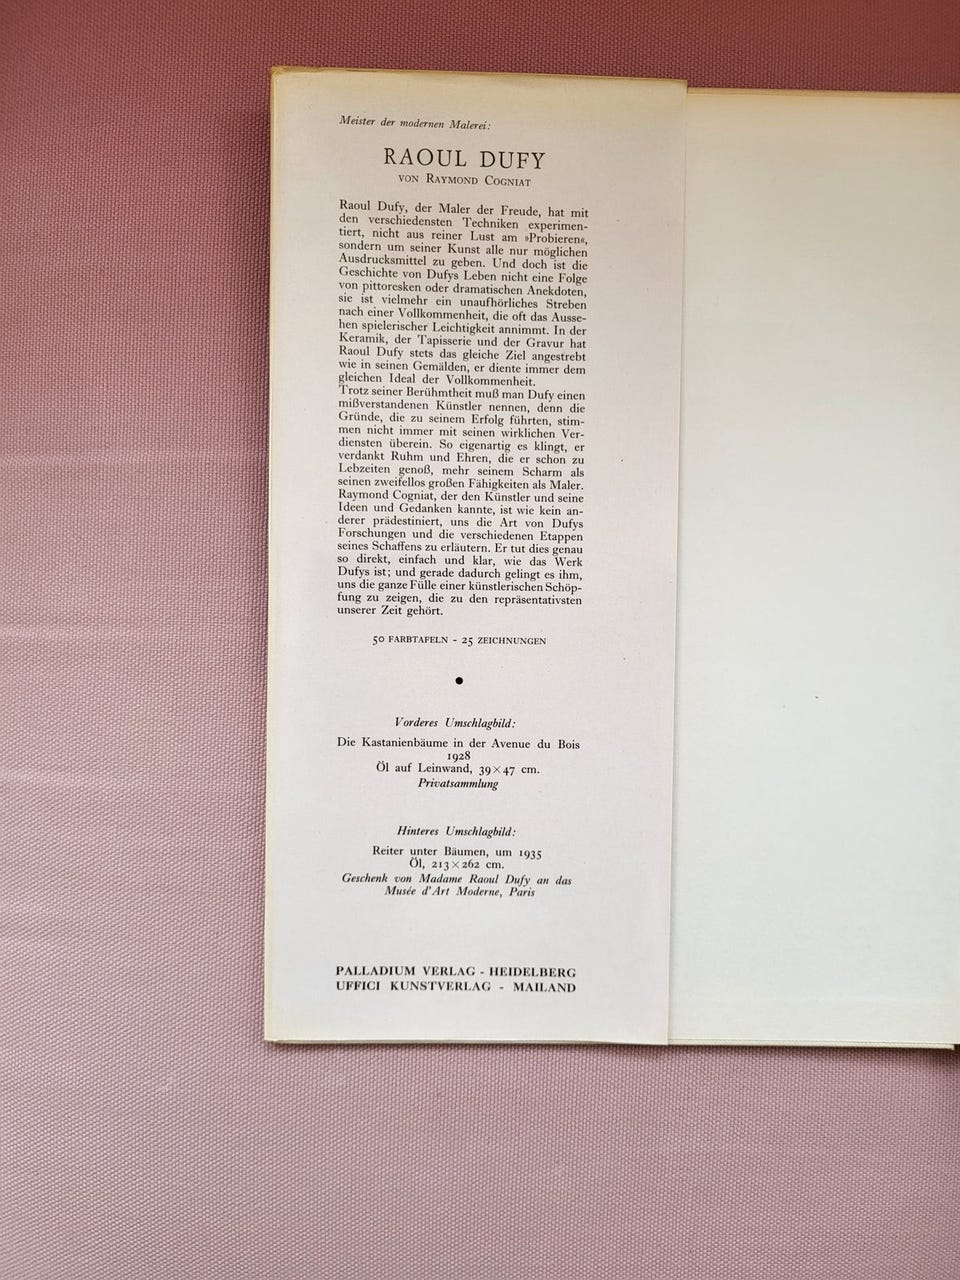 Meister der modernen Malerei:
RAOUL DUFY
VON RAYMOND COGNIAT
Raoul Dufy, der Maler der Freude, hat mit
den verschiedensten Techniken experimen-
tiert, nicht aus reiner Lust am »Probieren«,
sondern um seiner Kunst alle nur möglichen
Ausdrucksmittel zu geben. Und doch ist die
Geschichte von Dufys Leben nicht eine Folge
von pittoresken oder dramatischen Anekdoten,
sie ist vielmehr ein unaufhörliches Streben
nach einer Vollkommenheit, die oft das Ausse-
hen spielerischer Leichtigkeit annimmt. In der
Keramik, der Tapisserie und der Gravur hat
Raoul Dufy stets das gleiche Ziel angestrebt
wie in seinen Gemälden, er diente immer dem
gleichen Ideal der Vollkommenheit.
Trotz seiner Berühmtheit muß man Dufy einen
mißverstandenen Künstler nennen, denn die
Gründe, die zu seinem Erfolg führten, stim-
men nicht immer mit seinen wirklichen Ver-
diensten überein. So eigenartig es klingt, er
verdankt Ruhm und Ehren, die er schon zu
Lebzeiten genoß, mehr seinem Scharm als
seinen zweifellos großen Fähigkeiten als Maler.
Raymond Cogniat, der den Künstler und seine
Ideen und Gedanken kannte, ist wie kein an-
derer prädestiniert, uns die Art von Dufys
Forschungen und die verschiedenen Etappen
seines Schaffens zu erläutern. Er tut dies genau
so direkt, einfach und klar, wie das Werk
Dufys ist; und gerade dadurch gelingt es ihm,
uns die ganze Fülle einer künstlerischen Schöp-
fung zu zeigen, die zu den repräsentativsten
unserer Zeit gehört.
50 FARBTAFELN - 25 ZEICHNUNGEN
Vorderes Umschlagbild:
Die Kastanienbäume in der Avenue du Bois
1928
Öl auf Leinwand, 39×47 cm.
Privatsammlung
Hinteres Umschlagbild:
Reiter unter Bäumen, um 1935
Öl, 213×262 cm.
Geschenk von Madame Raoul Dufy an das
Musée d'Art Moderne, Paris
PALLADIUM VERLAG - HEIDELBERG
UFFICI KUNSTVERLAG - MAILAND